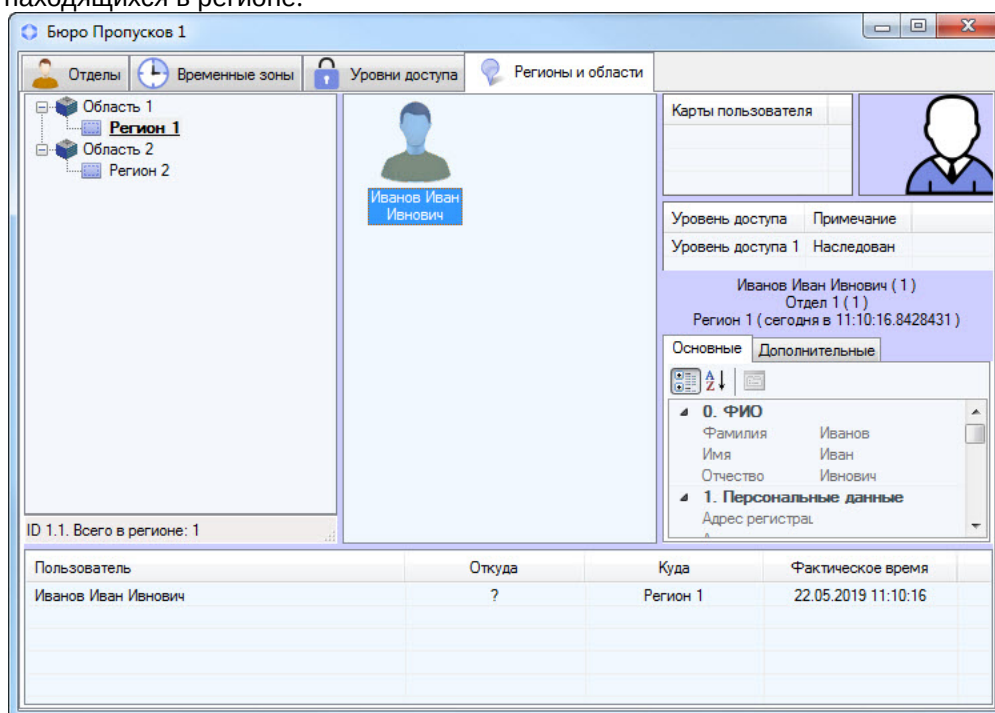 находящихся в регионе.
Бюро Пропусков 1
Отделы Временные зоны Уровни доступа Регионы и области
Область 1
Регион 1
Область 2
Регион 2
ID 1.1. Всего в регионе: 1
Иванов Иван
Ивнович
Карты пользователя
Уровень доступа Примечание
Уровень доступа 1 Наследован
Иванов Иван Ивнович ( 1 )
Отдел 1 ( 1 )
Регион 1 ( сегодня в 11:10:16.8428431 )
Основные Дополнительные
0. ФИО
Фамилия Иванов
Имя Иван
Отчество Ивнович
1. Персональные данные
Адрес регистрац
Пользователь Откуда Куда Фактическое время
Иванов Иван Ивнович ? Регион 1 22.05.2019 11:10:16